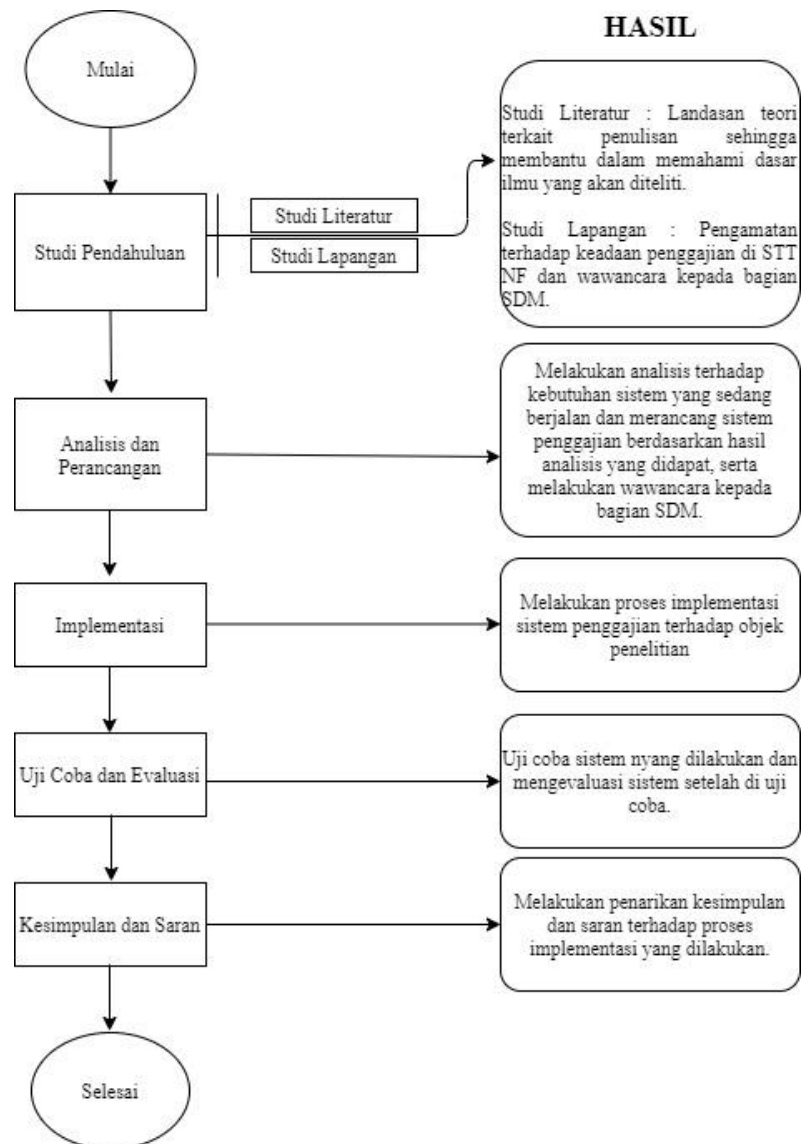 HASIL
Mulai
Studi Literatur : Landasan teori
terkait penulisan sehingga
membantu dalam memahami dasar
ilmu yang akan diteliti.
Studi Lapangan : Pengamatan
terhadap keadaan penggajian di STT
NF dan wawancara kepada bagian
SDM.
Studi Pendahuluan
Studi Literatur
Studi Lapangan
Analisis dan
Perancangan
Melakukan analisis terhadap
kebutuhan sistem yang sedang
berjalan dan merancang sistem
penggajian berdasarkan hasil
analisis yang didapat, serta
melakukan wawancara kepada
bagian SDM.
Implementasi
Melakukan proses implementasi
sistem penggajian terhadap objek
penelitian
Uji Coba dan Evaluasi
Uji coba sistem nyang dilakukan dan
mengevaluasi sistem setelah di uji
coba.
Kesimpulan dan Saran
Melakukan penarikan kesimpulan
dan saran terhadap proses
implementasi yang dilakukan.
Selesai